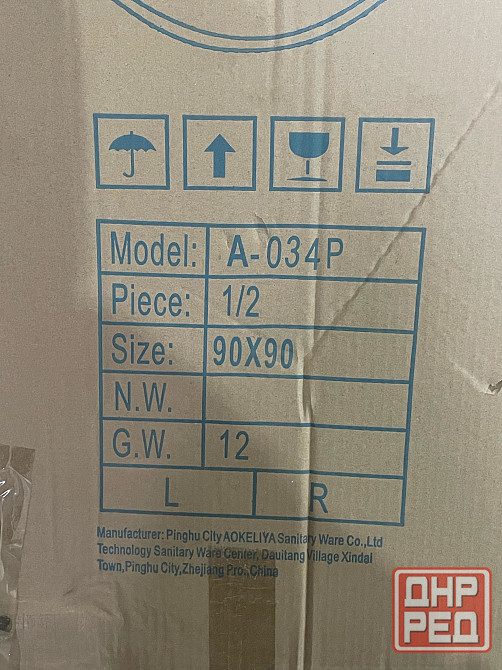 Model: A-034P
Piece: 1/2
Size: 90X90
N.W.
G.W. 12
L R
Manufacturer: Pinghu City AOKELIYA Sanitary Ware Co.,Ltd
Technology Sanitary Ware Center, Dauitang Village Xindai
Town,Pinghu City,Zhejiang Pro.,China
ДНР
РЕД